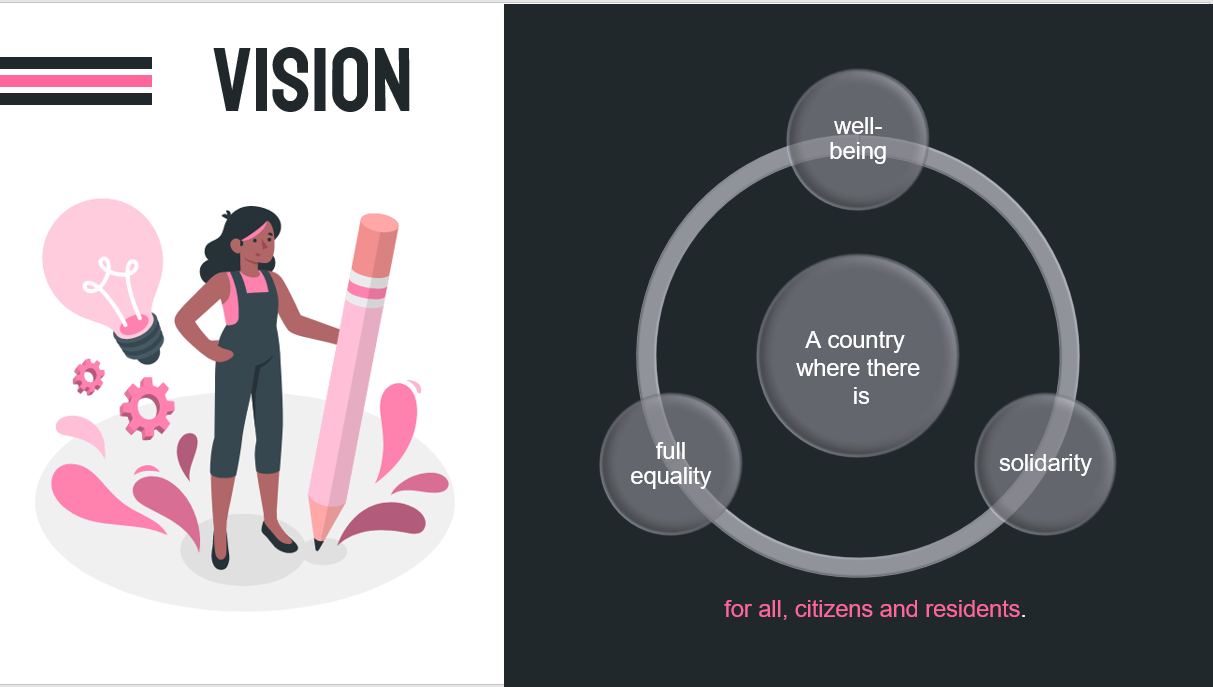 VISION
well-
being
A country
where there
is
full
equality
solidarity
for all, citizens and residents.